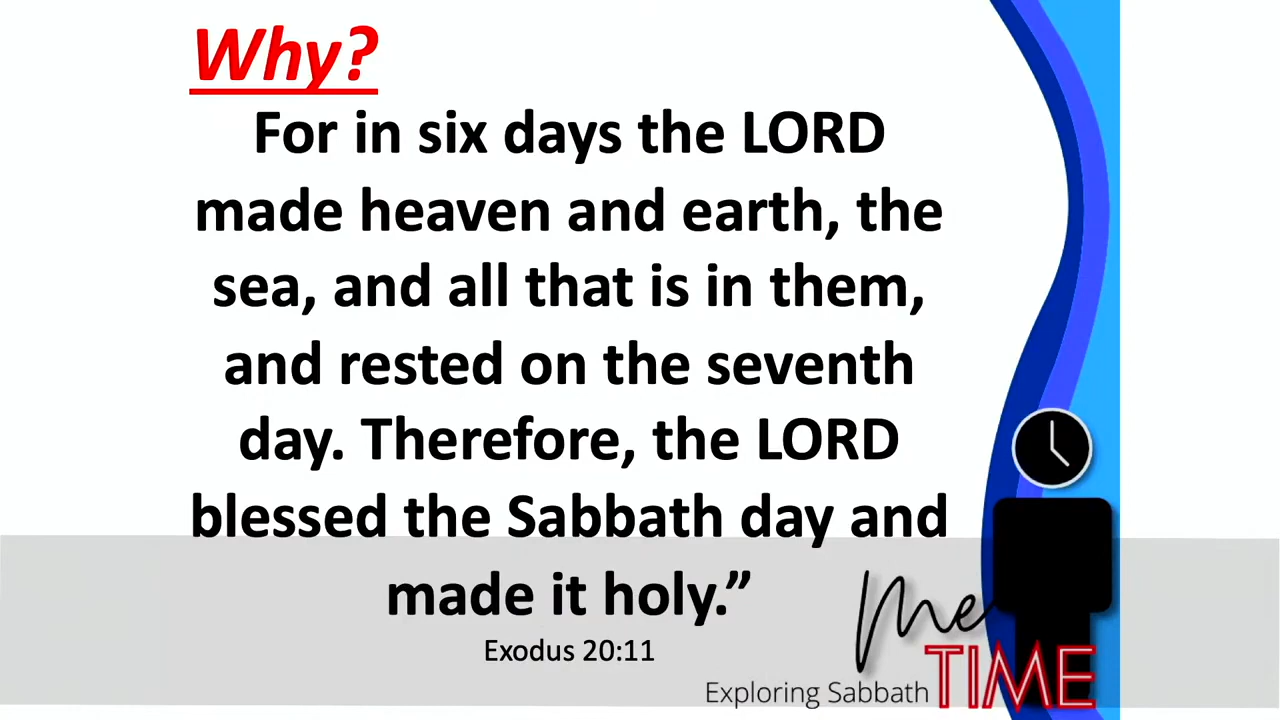 Why?
For in six days the LORD
made heaven and earth, the
sea, and all that is in them,
and rested on the seventh
day. Therefore, the LORD
blessed the Sabbath day and
made it holy.”
Exodus 20:11
Me
TIME
Exploring Sabbath